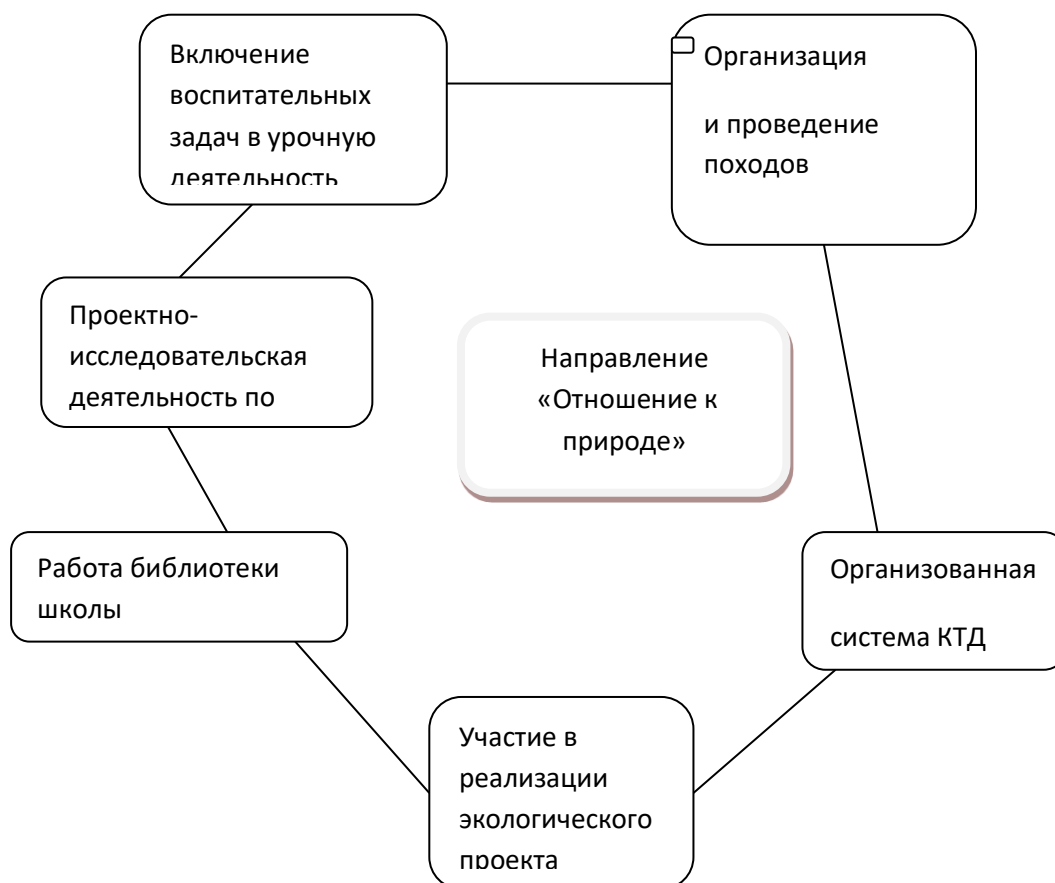 Включение
воспитательных
задач в урочную
деятельность
Организация
и проведение
походов
Проектно-
исследовательская
деятельность по
Направление
«Отношение к
природе»
Работа библиотеки
школы
Организованная
система КТД
Участие в
реализации
экологического
проекта